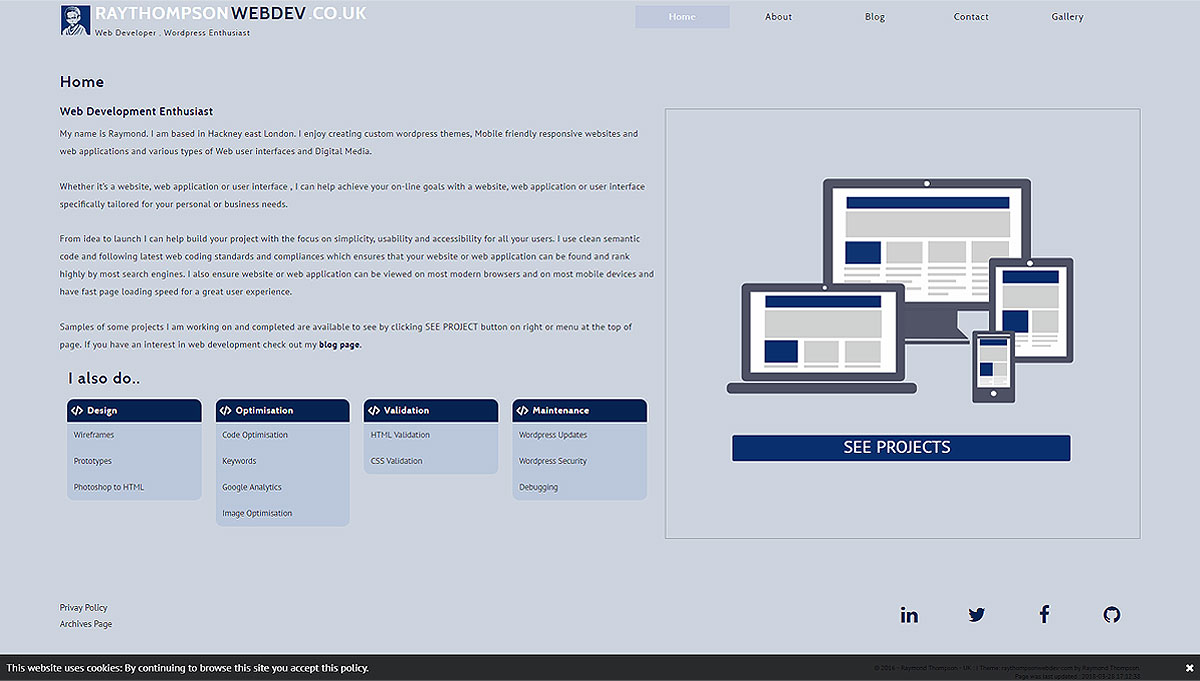 RAYTHOMPSONWEBDEV.CO.UK
Web Developer . Wordpress Enthusiast
Home
About
Blog
Contact
Gallery
Home
Web Development Enthusiast
My name is Raymond. I am based in Hackney east London. I enjoy creating custom wordpress themes, Mobile friendly responsive websites and
web applications and various types of Web user interfaces and Digital Media.
Whether it's a website, web application or user interface , I can help achieve your on-line goals with a website, web application or user interface
specifically tailored for your personal or business needs.
From idea to launch I can help build your project with the focus on simplicity, usability and accessibility for all your users. I use clean semantic
code and following latest web coding standards and compliances which ensures that your website or web application can be found and rank
highly by most search engines. I also ensure website or web application can be viewed on most modern browsers and on most mobile devices and
have fast page loading speed for a great user experience.
Samples of some projects I am working on and completed are available to see by clicking SEE PROJECT button on right or menu at the top of
page. If you have an interest in web development check out my blog page.
I also do..
</> Design
Wireframes
Prototypes
Photoshop to HTML
</> Optimisation
Code Optimisation
Keywords
Google Analytics
Image Optimisation
</> Validation
HTML Validation
CSS Validation
</> Maintenance
Wordpress Updates
Wordpress Security
Debugging
SEE PROJECTS
Privay Policy
Archives Page
in
This website uses cookies: By continuing to browse this site you accept this policy.
© 2016 - Raymond Thompson - UK | Theme: raythompsonwebdev.com by Raymond Thompson.
Page was last updated: